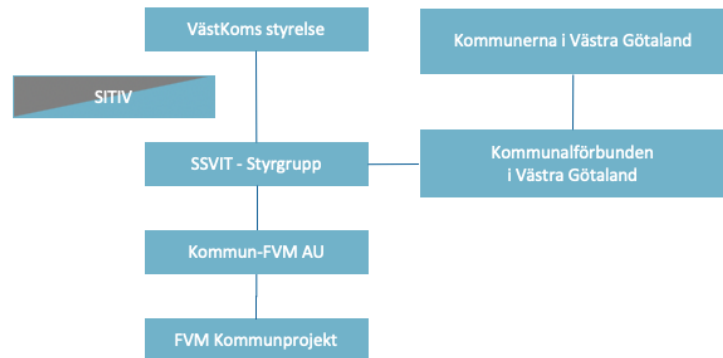 VästKoms styrelse
Kommunerna i Västra Götaland
SITIV
SSVIT - Styrgrupp
Kommunalförbunden
i Västra Götaland
Kommun-FVM AU
FVM Kommunprojekt